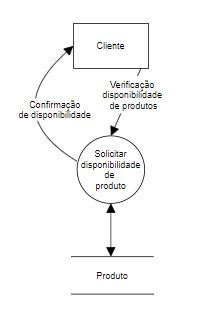 Cliente
Verificação
disponibilidade
de produtos
Confirmação
de disponibilidade
Solicitar
disponibilidade
de
produto
Produto